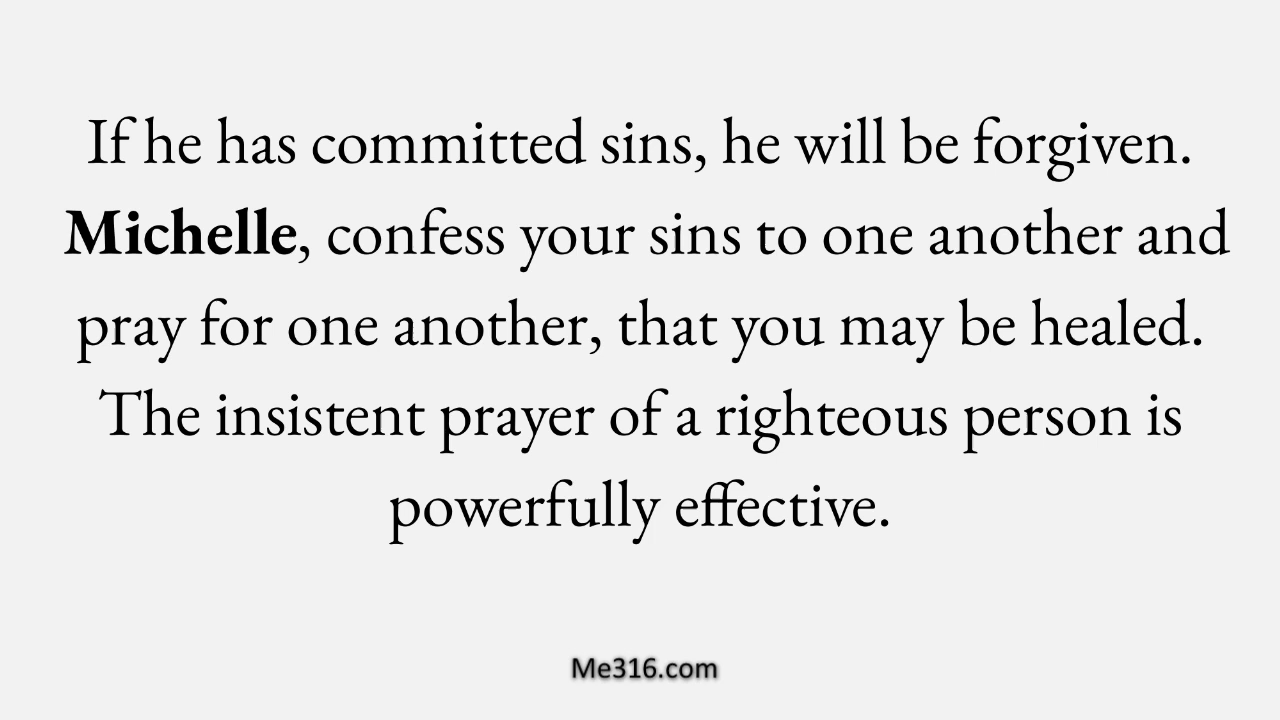 If he has committed sins, he will be forgiven.
Michelle, confess your sins to one another and
pray for one another, that you may be healed.
The insistent prayer of a righteous person is
powerfully effective.
Me316.com